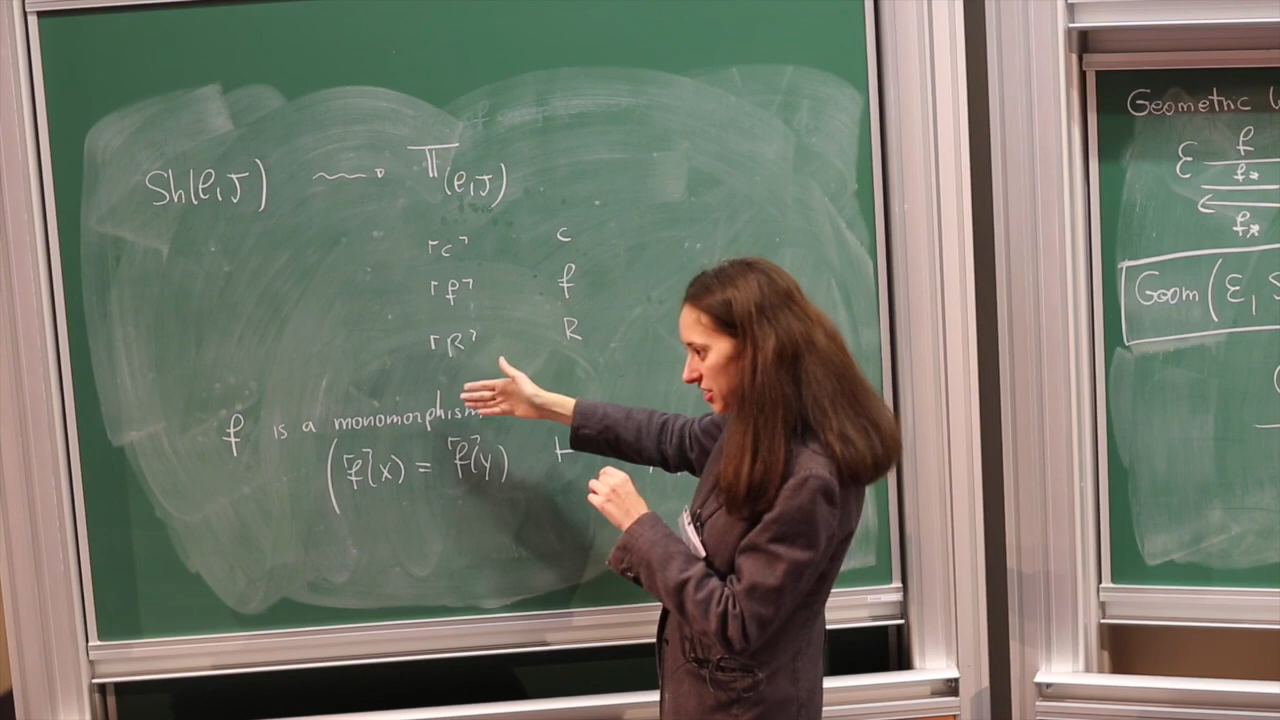 Sh(C,J) ⇝ 𝕋(C,J)
⌜c⌝ c
⌜f⌝ f
⌜R⌝ R
f is a monomorphism
(⌜f⌝(x) = ⌜f⌝(y) ⊢
Geometric
ℰ f
f*
f*
Geom(ℰ, S